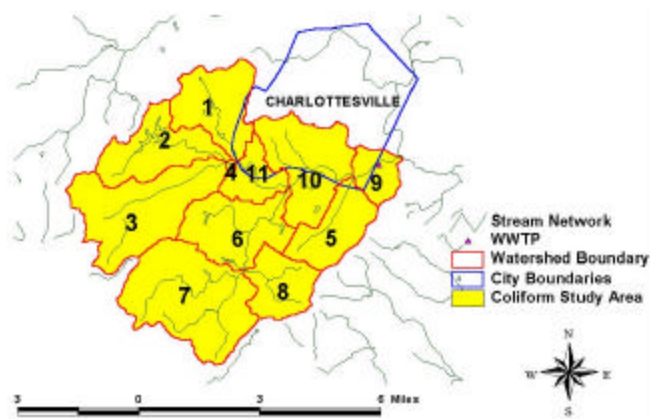 CHARLOTTESVILLE
1
2
4
11
10
9
3
6
5
7
8
Stream Network
WWTP
Watershed Boundary
City Boundaries
Coliform Study Area
N
W
E
S
3 0 3 6 Miles